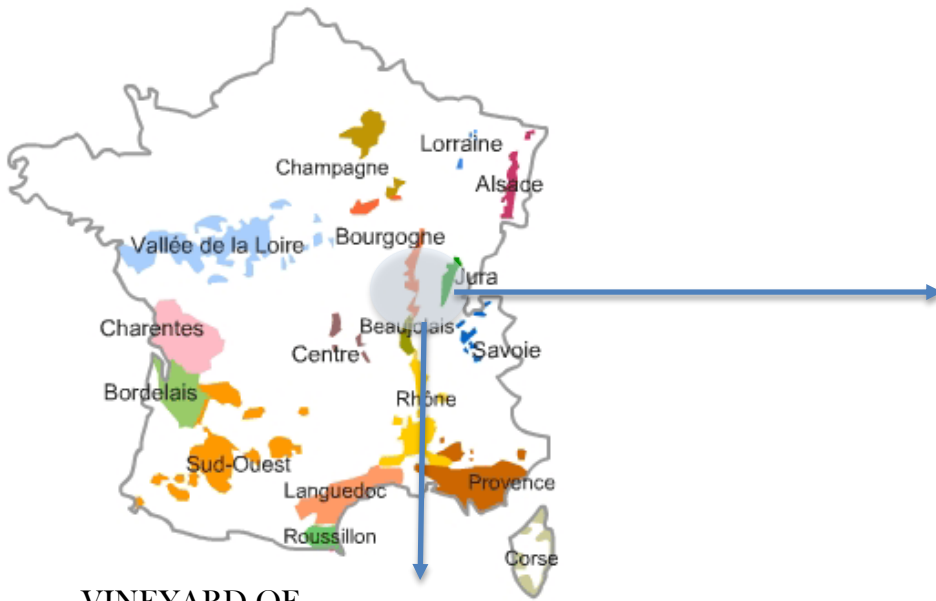 Lorraine
Champagne
Alsace
Bourgogne
Vallée de la Loire
Jura
Charentes
Beaujolais
Centre
Savoie
Bordelais
Rhône
Sud-Ouest
Languedoc
Provence
Roussillon
Corse
VINEYARD OF